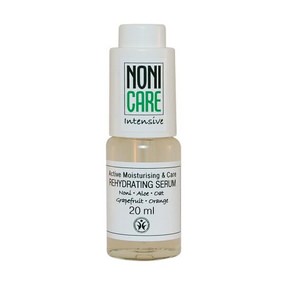 NONI
CARE
Intensive
Active Moisturising & Care
REHYDRATING SERUM
Noni · Aloe · Oat
Grapefruit · Orange
20 ml